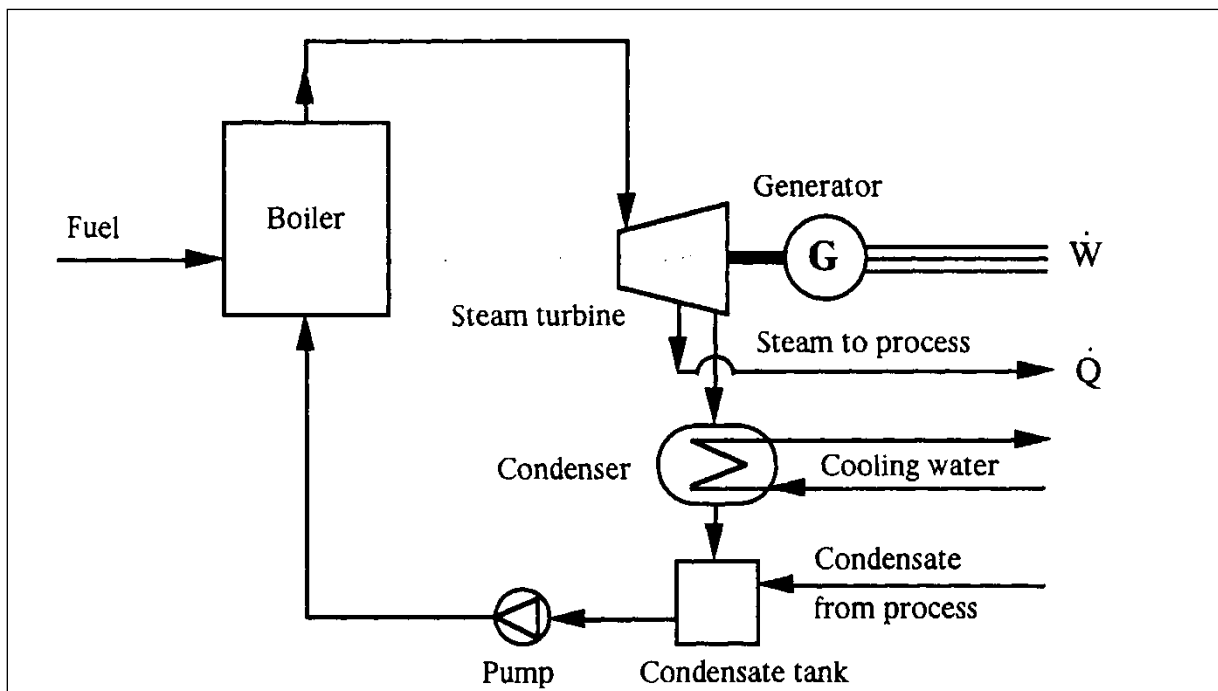 Generator
Fuel
Boiler
G
Ẇ
Steam turbine
Steam to process
Q̇
Condenser
Cooling water
Condensate
from process
Pump
Condensate tank